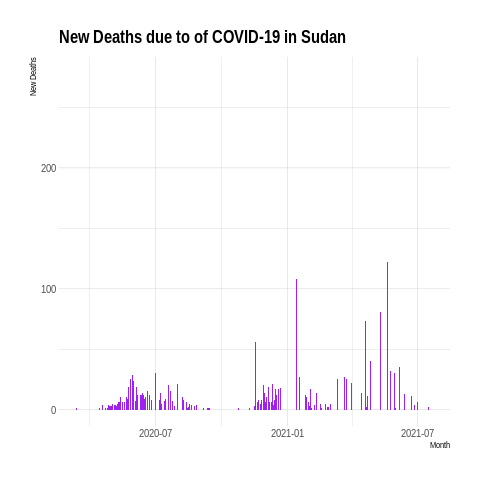 New Deaths due to of COVID-19 in Sudan
New Deaths
200
100
0
2020-07
2021-01
2021-07
Month